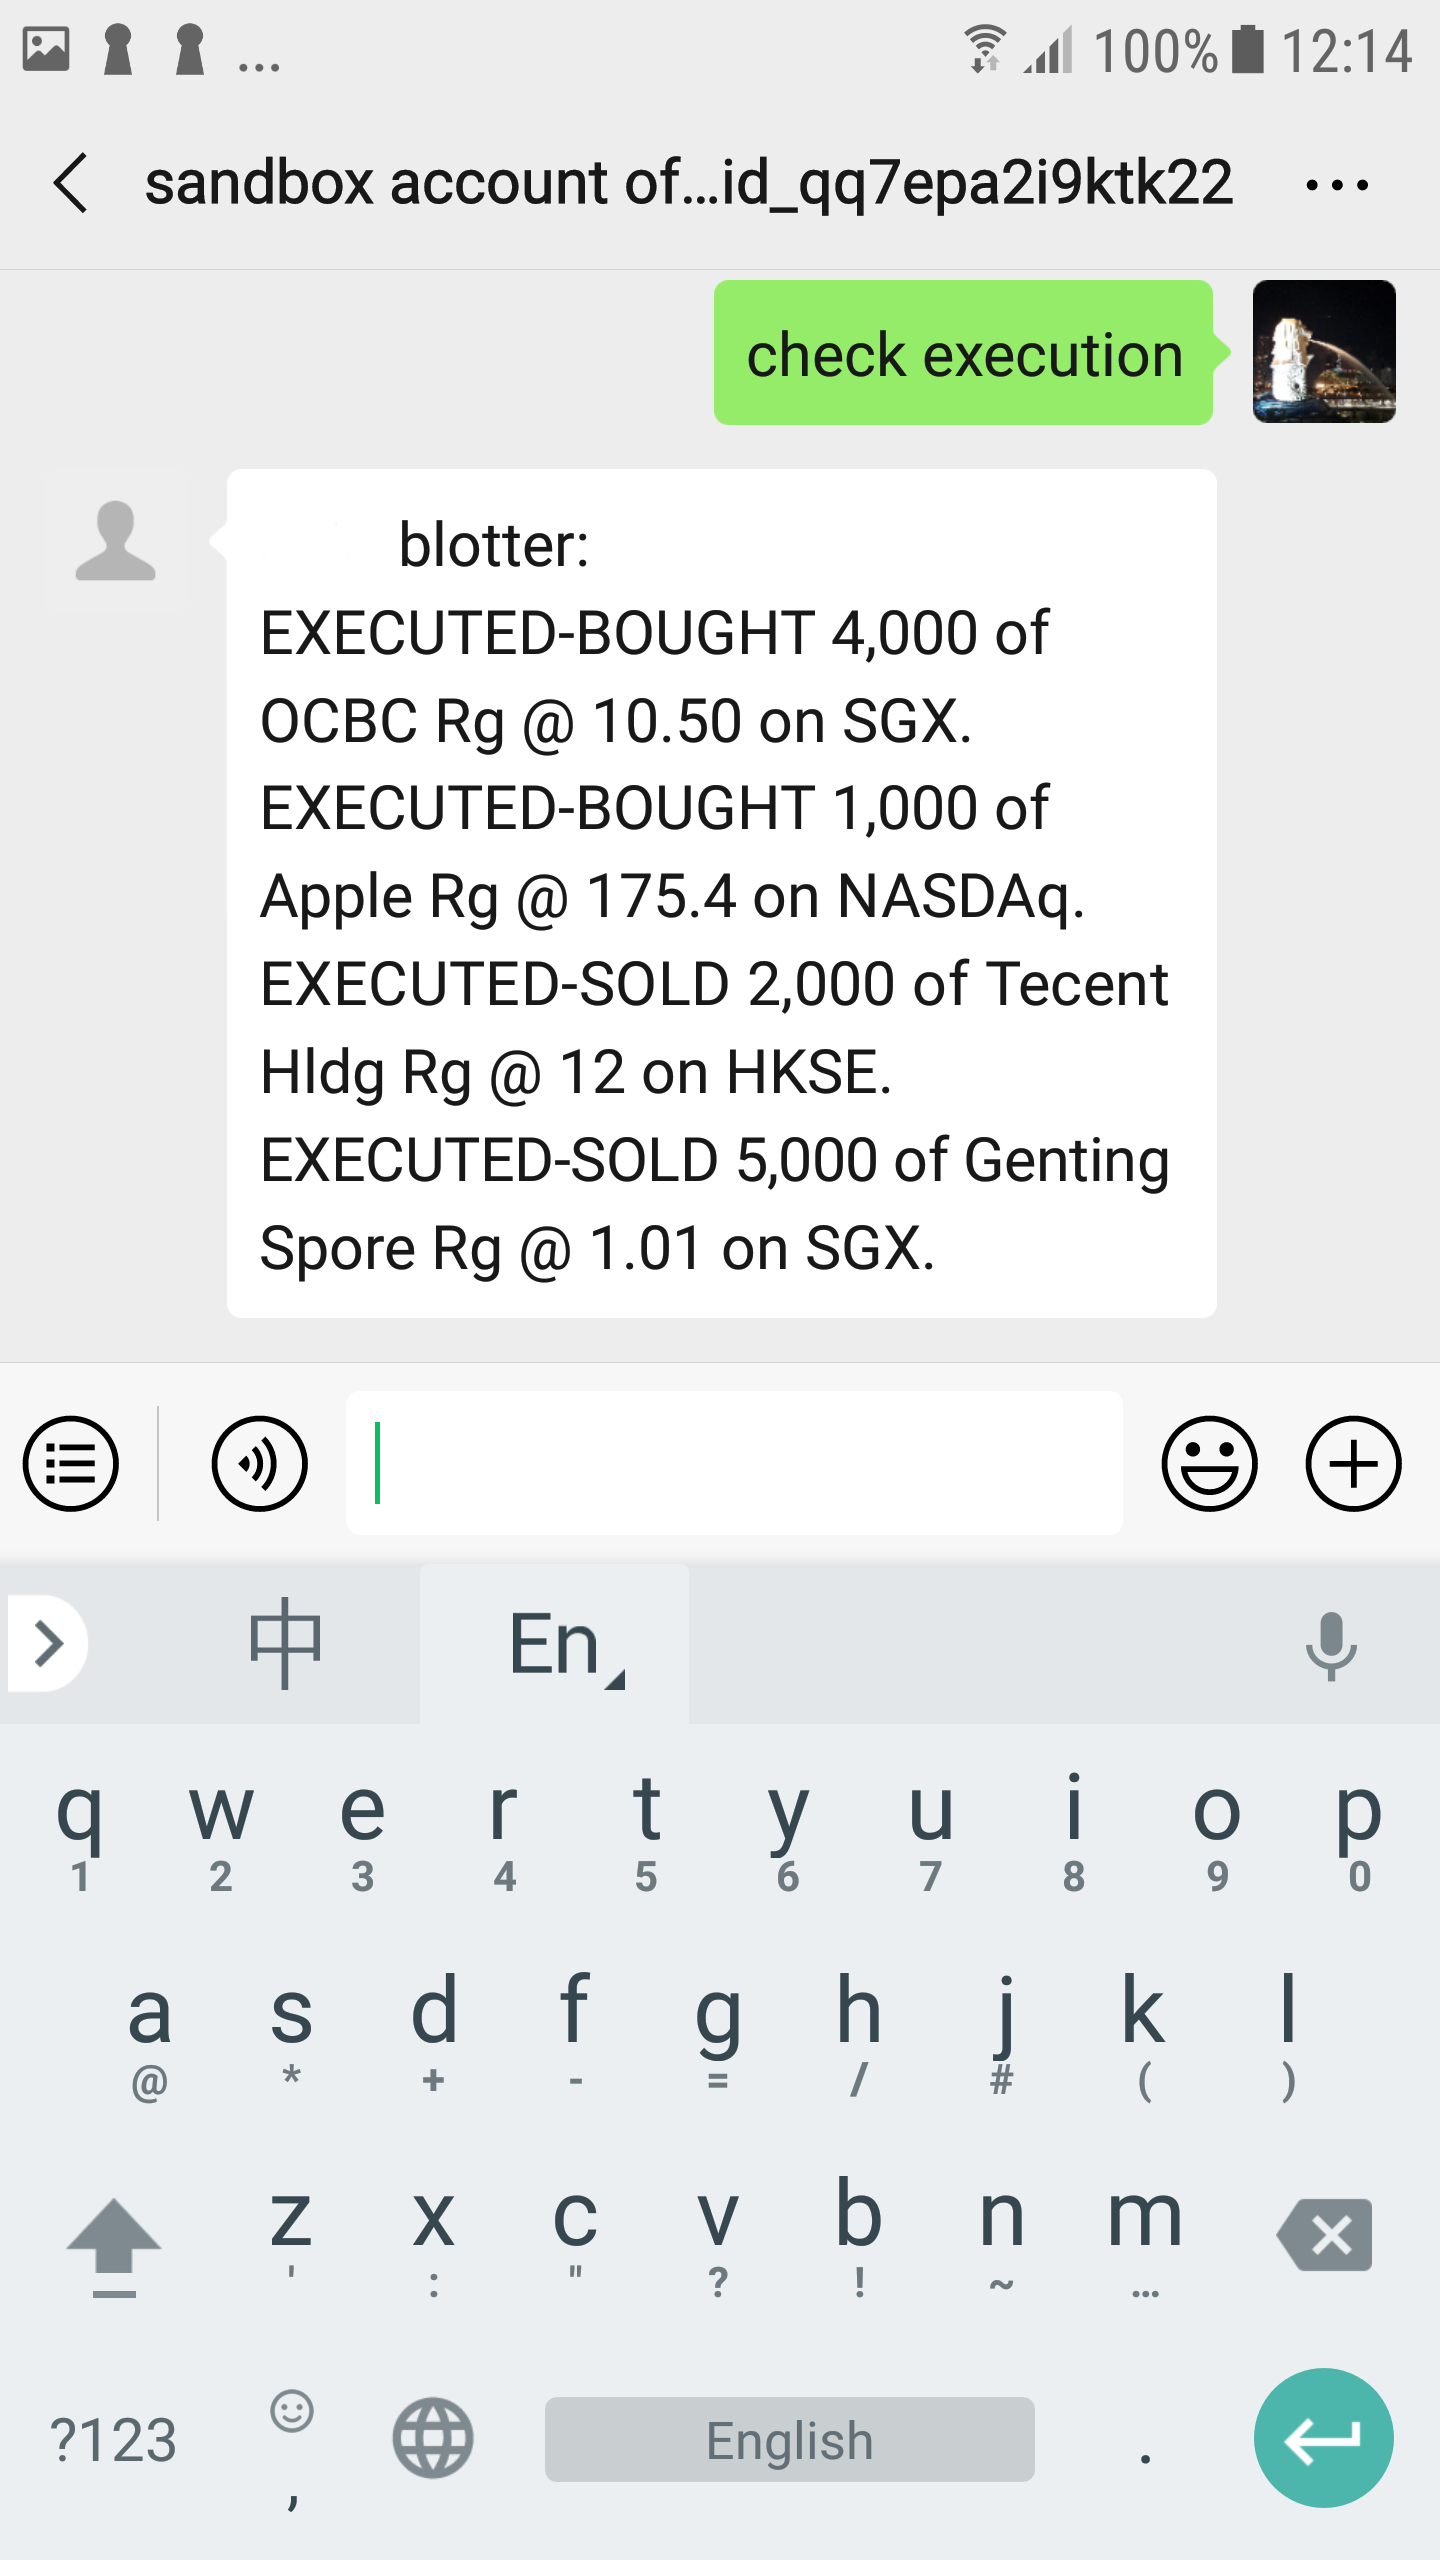 ... 100% 12:14
sandbox account of...id_qq7epa2i9ktk22 ...
check execution
blotter:
EXECUTED-BOUGHT 4,000 of
OCBC Rg @ 10.50 on SGX.
EXECUTED-BOUGHT 1,000 of
Apple Rg @ 175.4 on NASDAq.
EXECUTED-SOLD 2,000 of Tecent
Hldg Rg @ 12 on HKSE.
EXECUTED-SOLD 5,000 of Genting
Spore Rg @ 1.01 on SGX.
中 En
q w e r t y u i o p
1 2 3 4 5 6 7 8 9 0
a s d f g h j k l
@ * + - = / # ( )
z x c v b n m
' : " ? ! ~ ...
?123 , English .